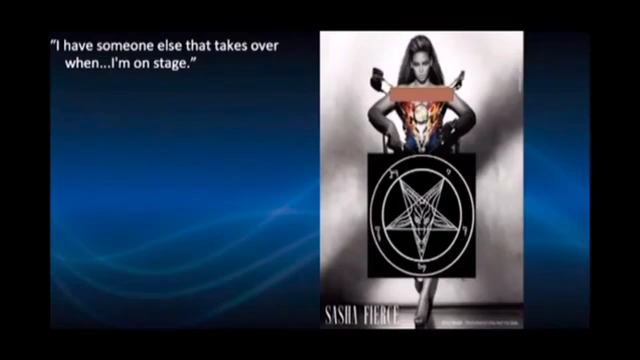 “I have someone else that takes over
when...I'm on stage.”
SASHA FIERCE